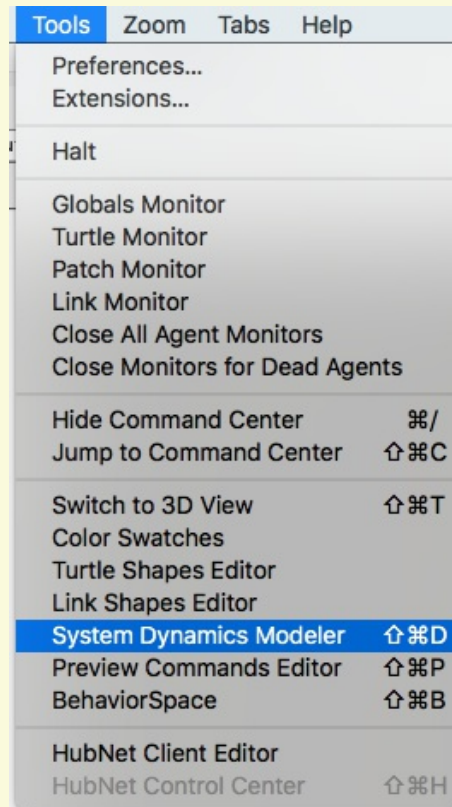 Tools Zoom Tabs Help
Preferences...
Extensions...
Halt
Globals Monitor
Turtle Monitor
Patch Monitor
Link Monitor
Close All Agent Monitors
Close Monitors for Dead Agents
Hide Command Center ⌘/
Jump to Command Center ⇧⌘C
Switch to 3D View ⇧⌘T
Color Swatches
Turtle Shapes Editor
Link Shapes Editor
System Dynamics Modeler ⇧⌘D
Preview Commands Editor ⇧⌘P
BehaviorSpace ⇧⌘B
HubNet Client Editor
HubNet Control Center ⇧⌘H